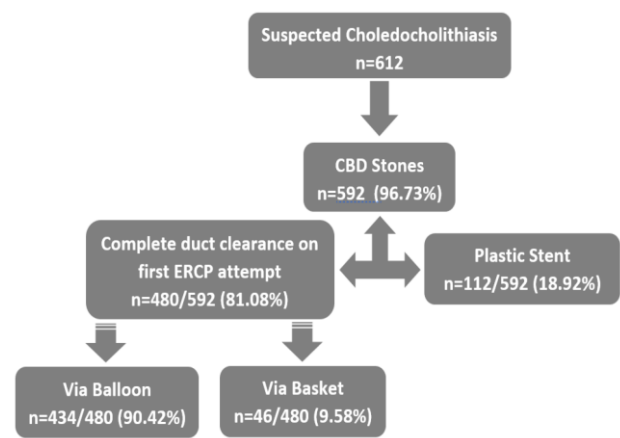 Suspected Choledocholithiasis
n=612
CBD Stones
n=592 (96.73%)
Complete duct clearance on
first ERCP attempt
n=480/592 (81.08%)
Plastic Stent
n=112/592 (18.92%)
Via Balloon
n=434/480 (90.42%)
Via Basket
n=46/480 (9.58%)